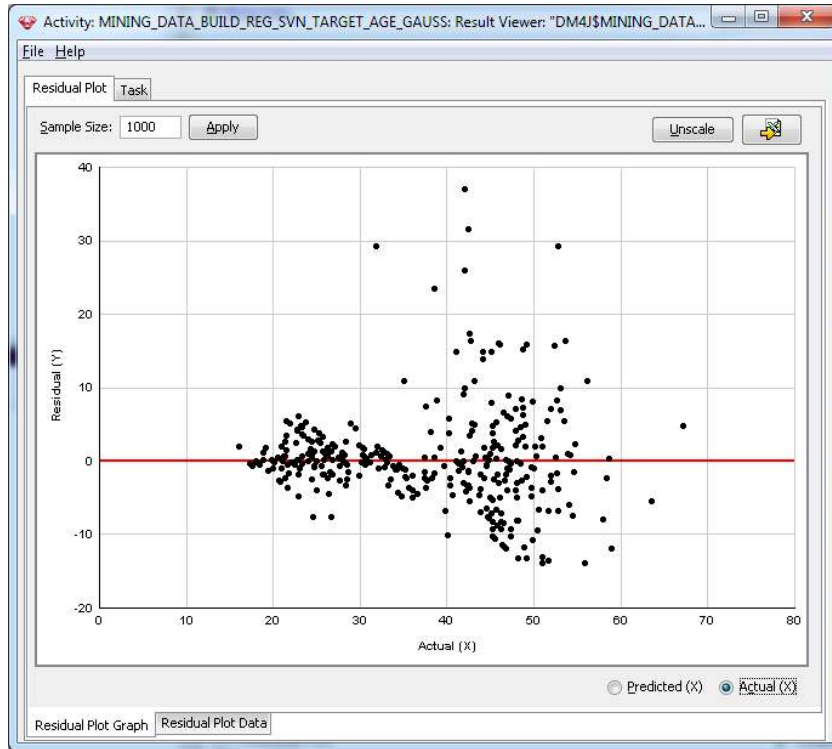 Activity: MINING_DATA_BUILD_REG_SVN_TARGET_AGE_GAUSS: Result Viewer: "DM4J$MINING_DATA...
File Help
Residual Plot Task
Sample Size: 1000 Apply Unscale
40
30
20
10
0
-10
-20
Residual (Y)
0 10 20 30 40 50 60 70 80
Actual (X)
Predicted (X) Actual (X)
Residual Plot Graph Residual Plot Data